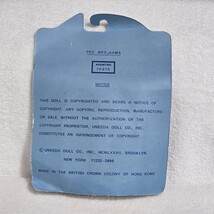 NOTICE
THIS DOLL IS COPYRIGHTED AND BEARS A NOTICE
OF COPYRIGHT. ANY COPYING, REPRODUCTION, MANUFACTURE
OR SALE WITHOUT THE AUTHORIZATION OF THE
COPYRIGHT PROPRIETOR, UNEEDA DOLL CO., INC.
CONSTITUTES AN INFRINGEMENT OF COPYRIGHT.
© UNEEDA DOLL CO., INC. BROOKLYN
NEW YORK 11232-2896
MADE IN THE BRITISH CROWN COLONY OF HONG KONG